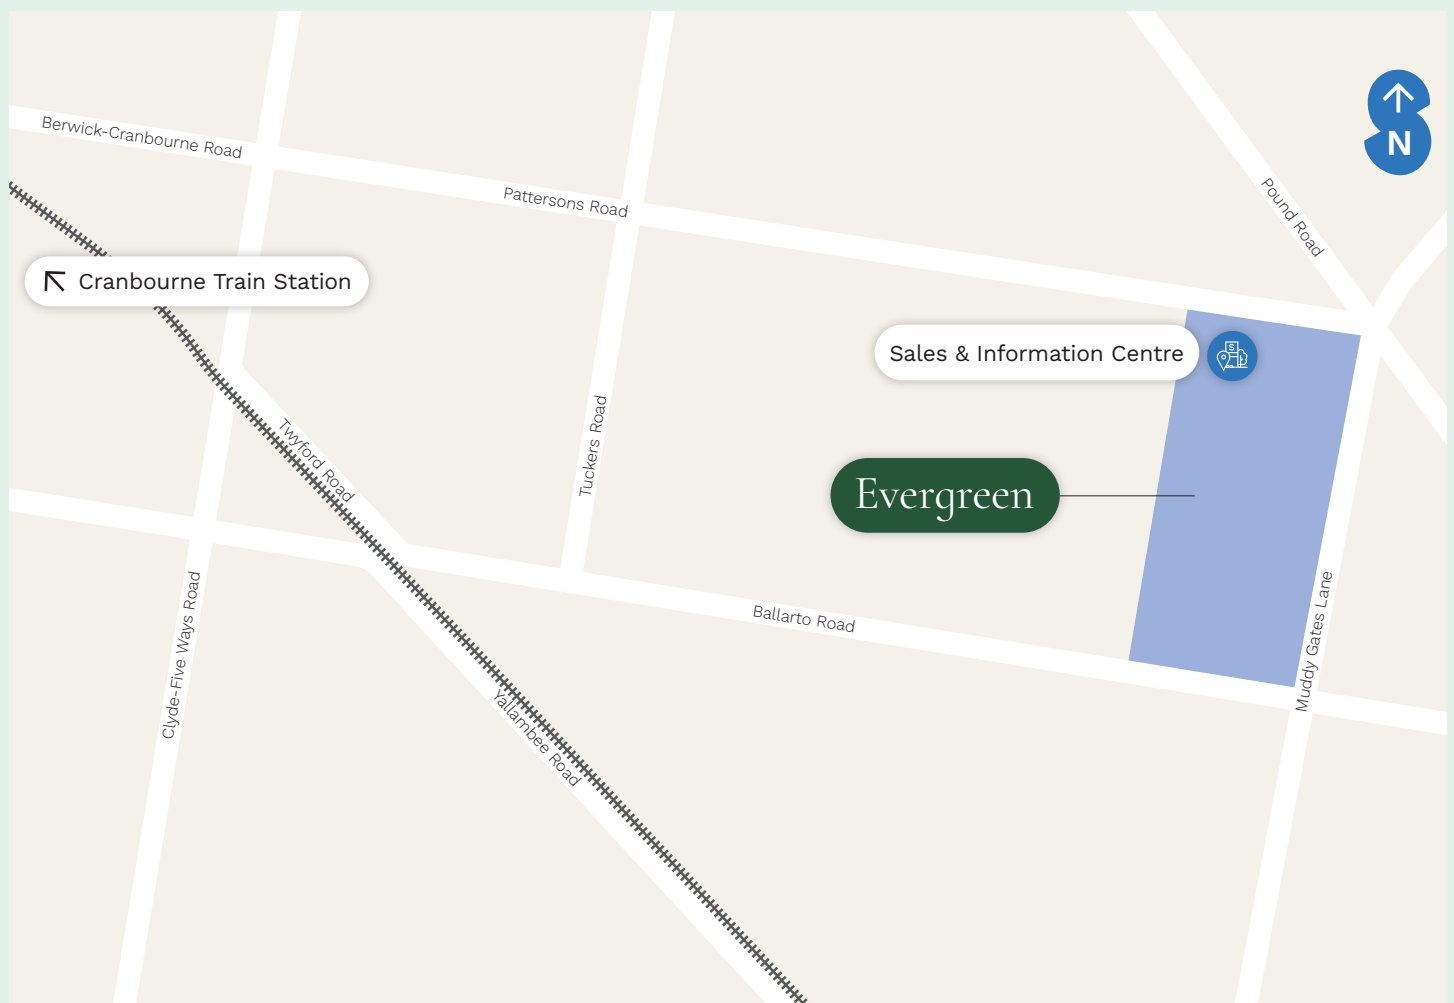 Berwick-Cranbourne Road
Pattersons Road
Pound Road
N
Cranbourne Train Station
Sales & Information Centre
S
Twyford Road
Tuckers Road
Evergreen
Clyde-Five Ways Road
Ballarto Road
Muddy Gates Lane
Yallambee Road